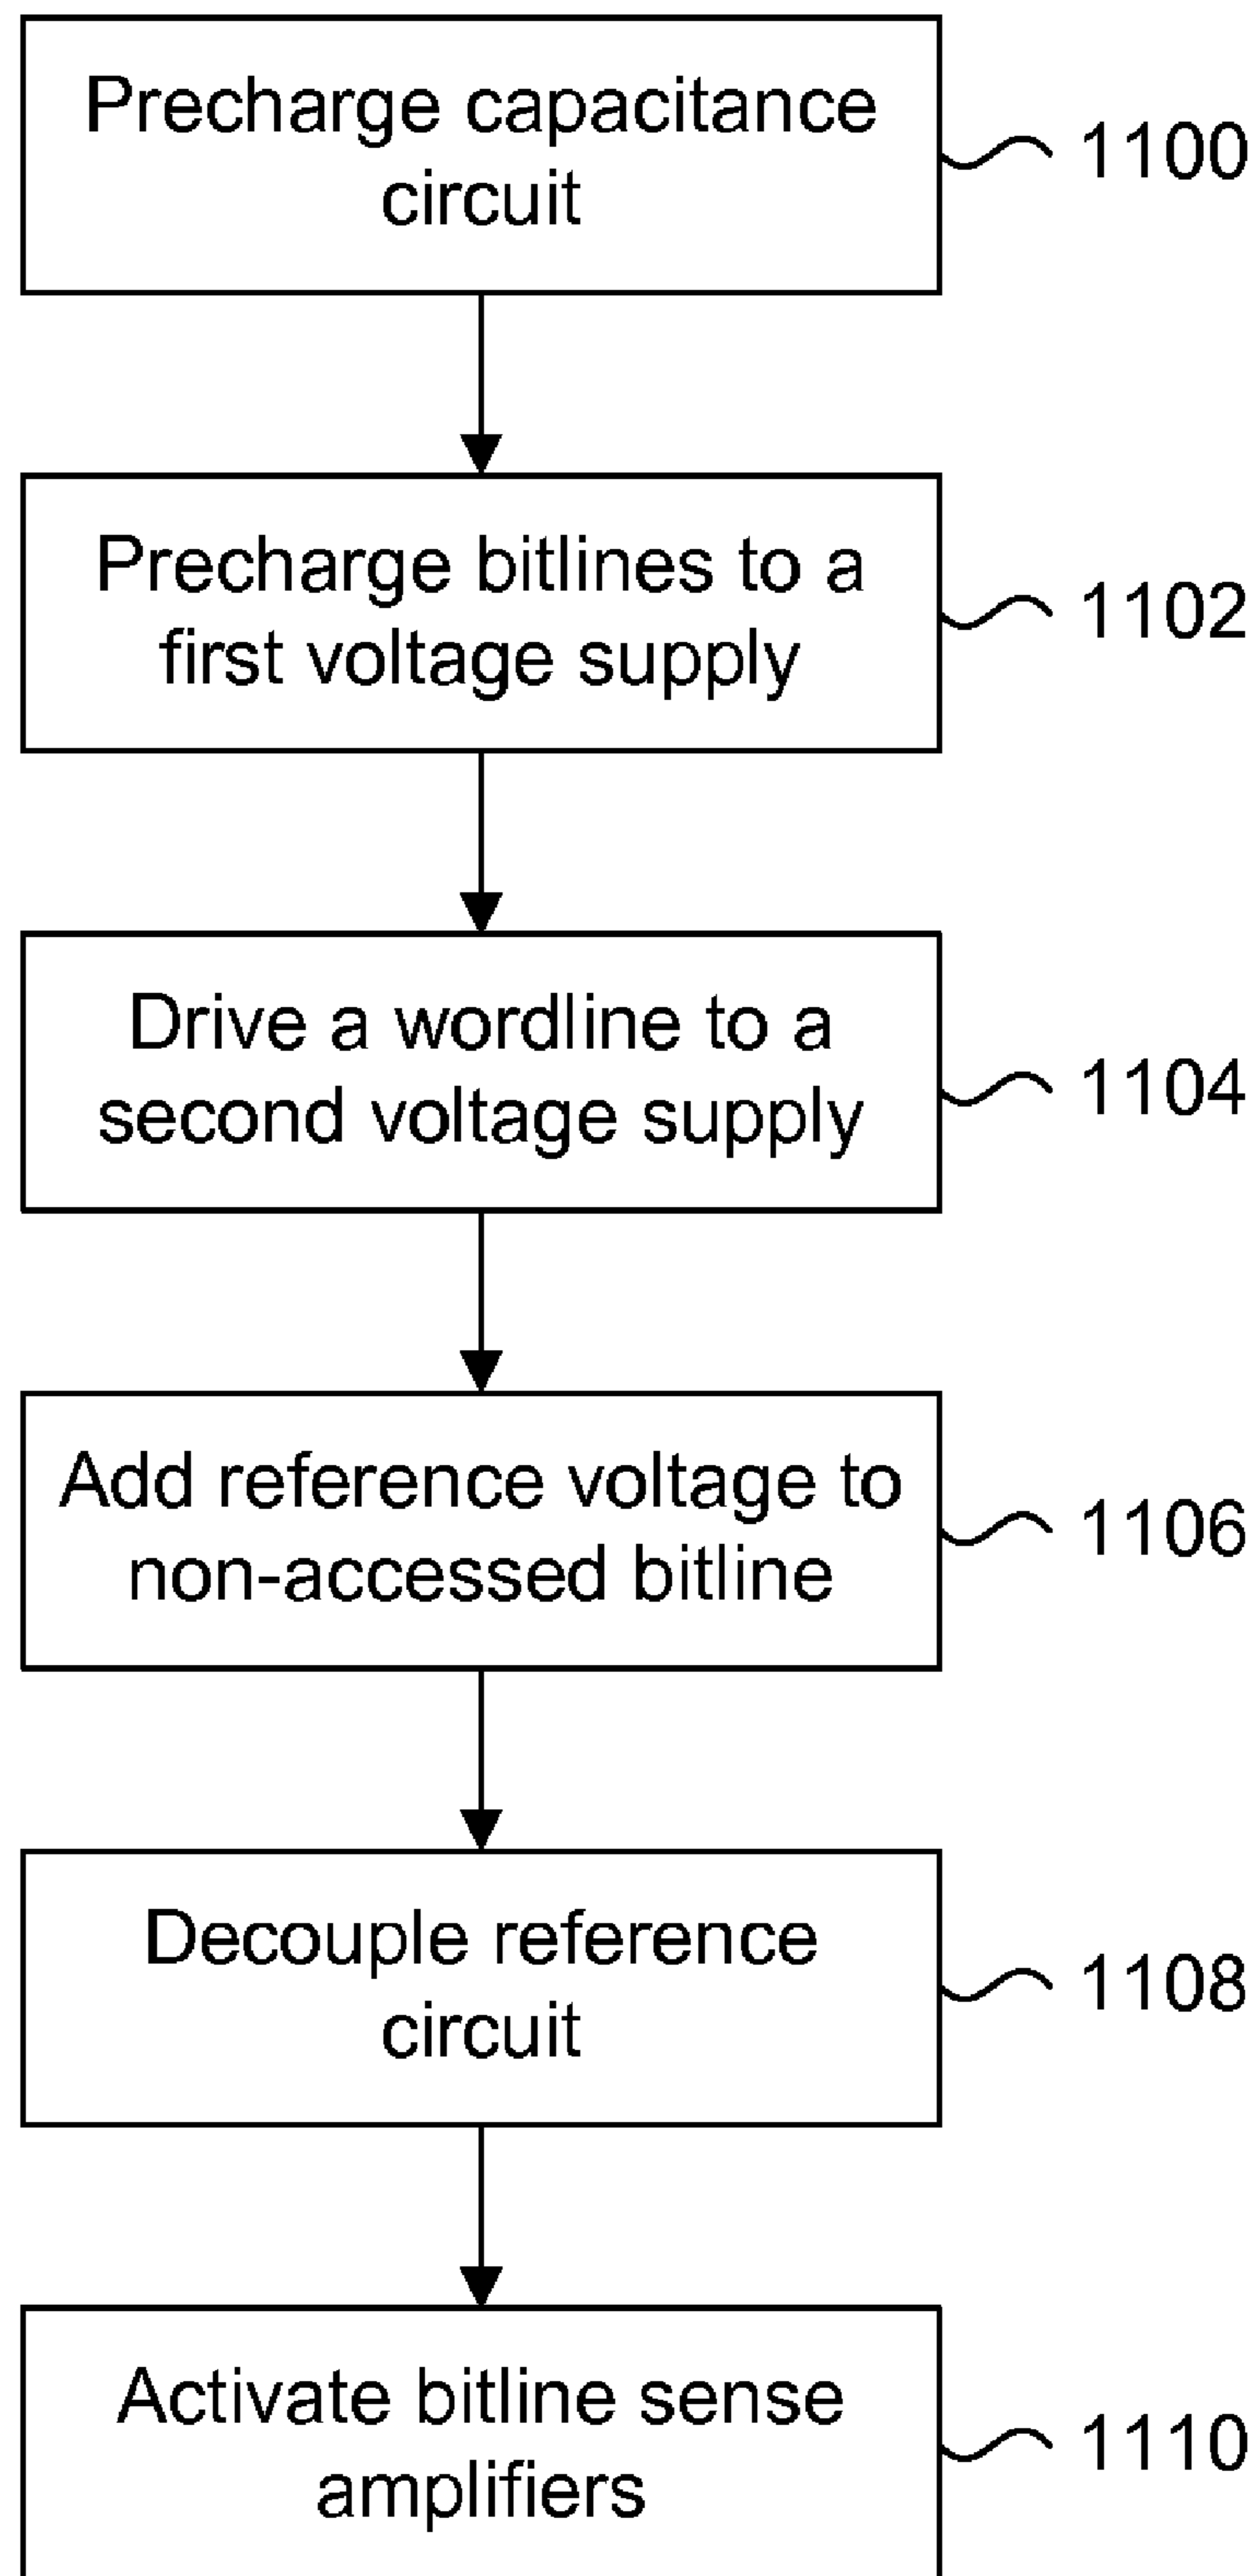 Precharge capacitance
circuit
1100
Precharge bitlines to a
first voltage supply
1102
Drive a wordline to a
second voltage supply
1104
Add reference voltage to
non-accessed bitline
1106
Decouple reference
circuit
1108
Activate bitline sense
amplifiers
1110